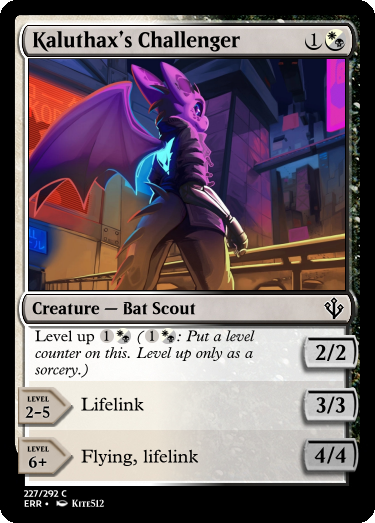 Kaluthax's Challenger 1
Creature — Bat Scout
Level up 1 ( 1 : Put a level
counter on this. Level up only as a
sorcery.)
2/2
LEVEL
2-5
Lifelink
3/3
LEVEL
6+
Flying, lifelink
4/4
227/292 C
ERR • KITE512